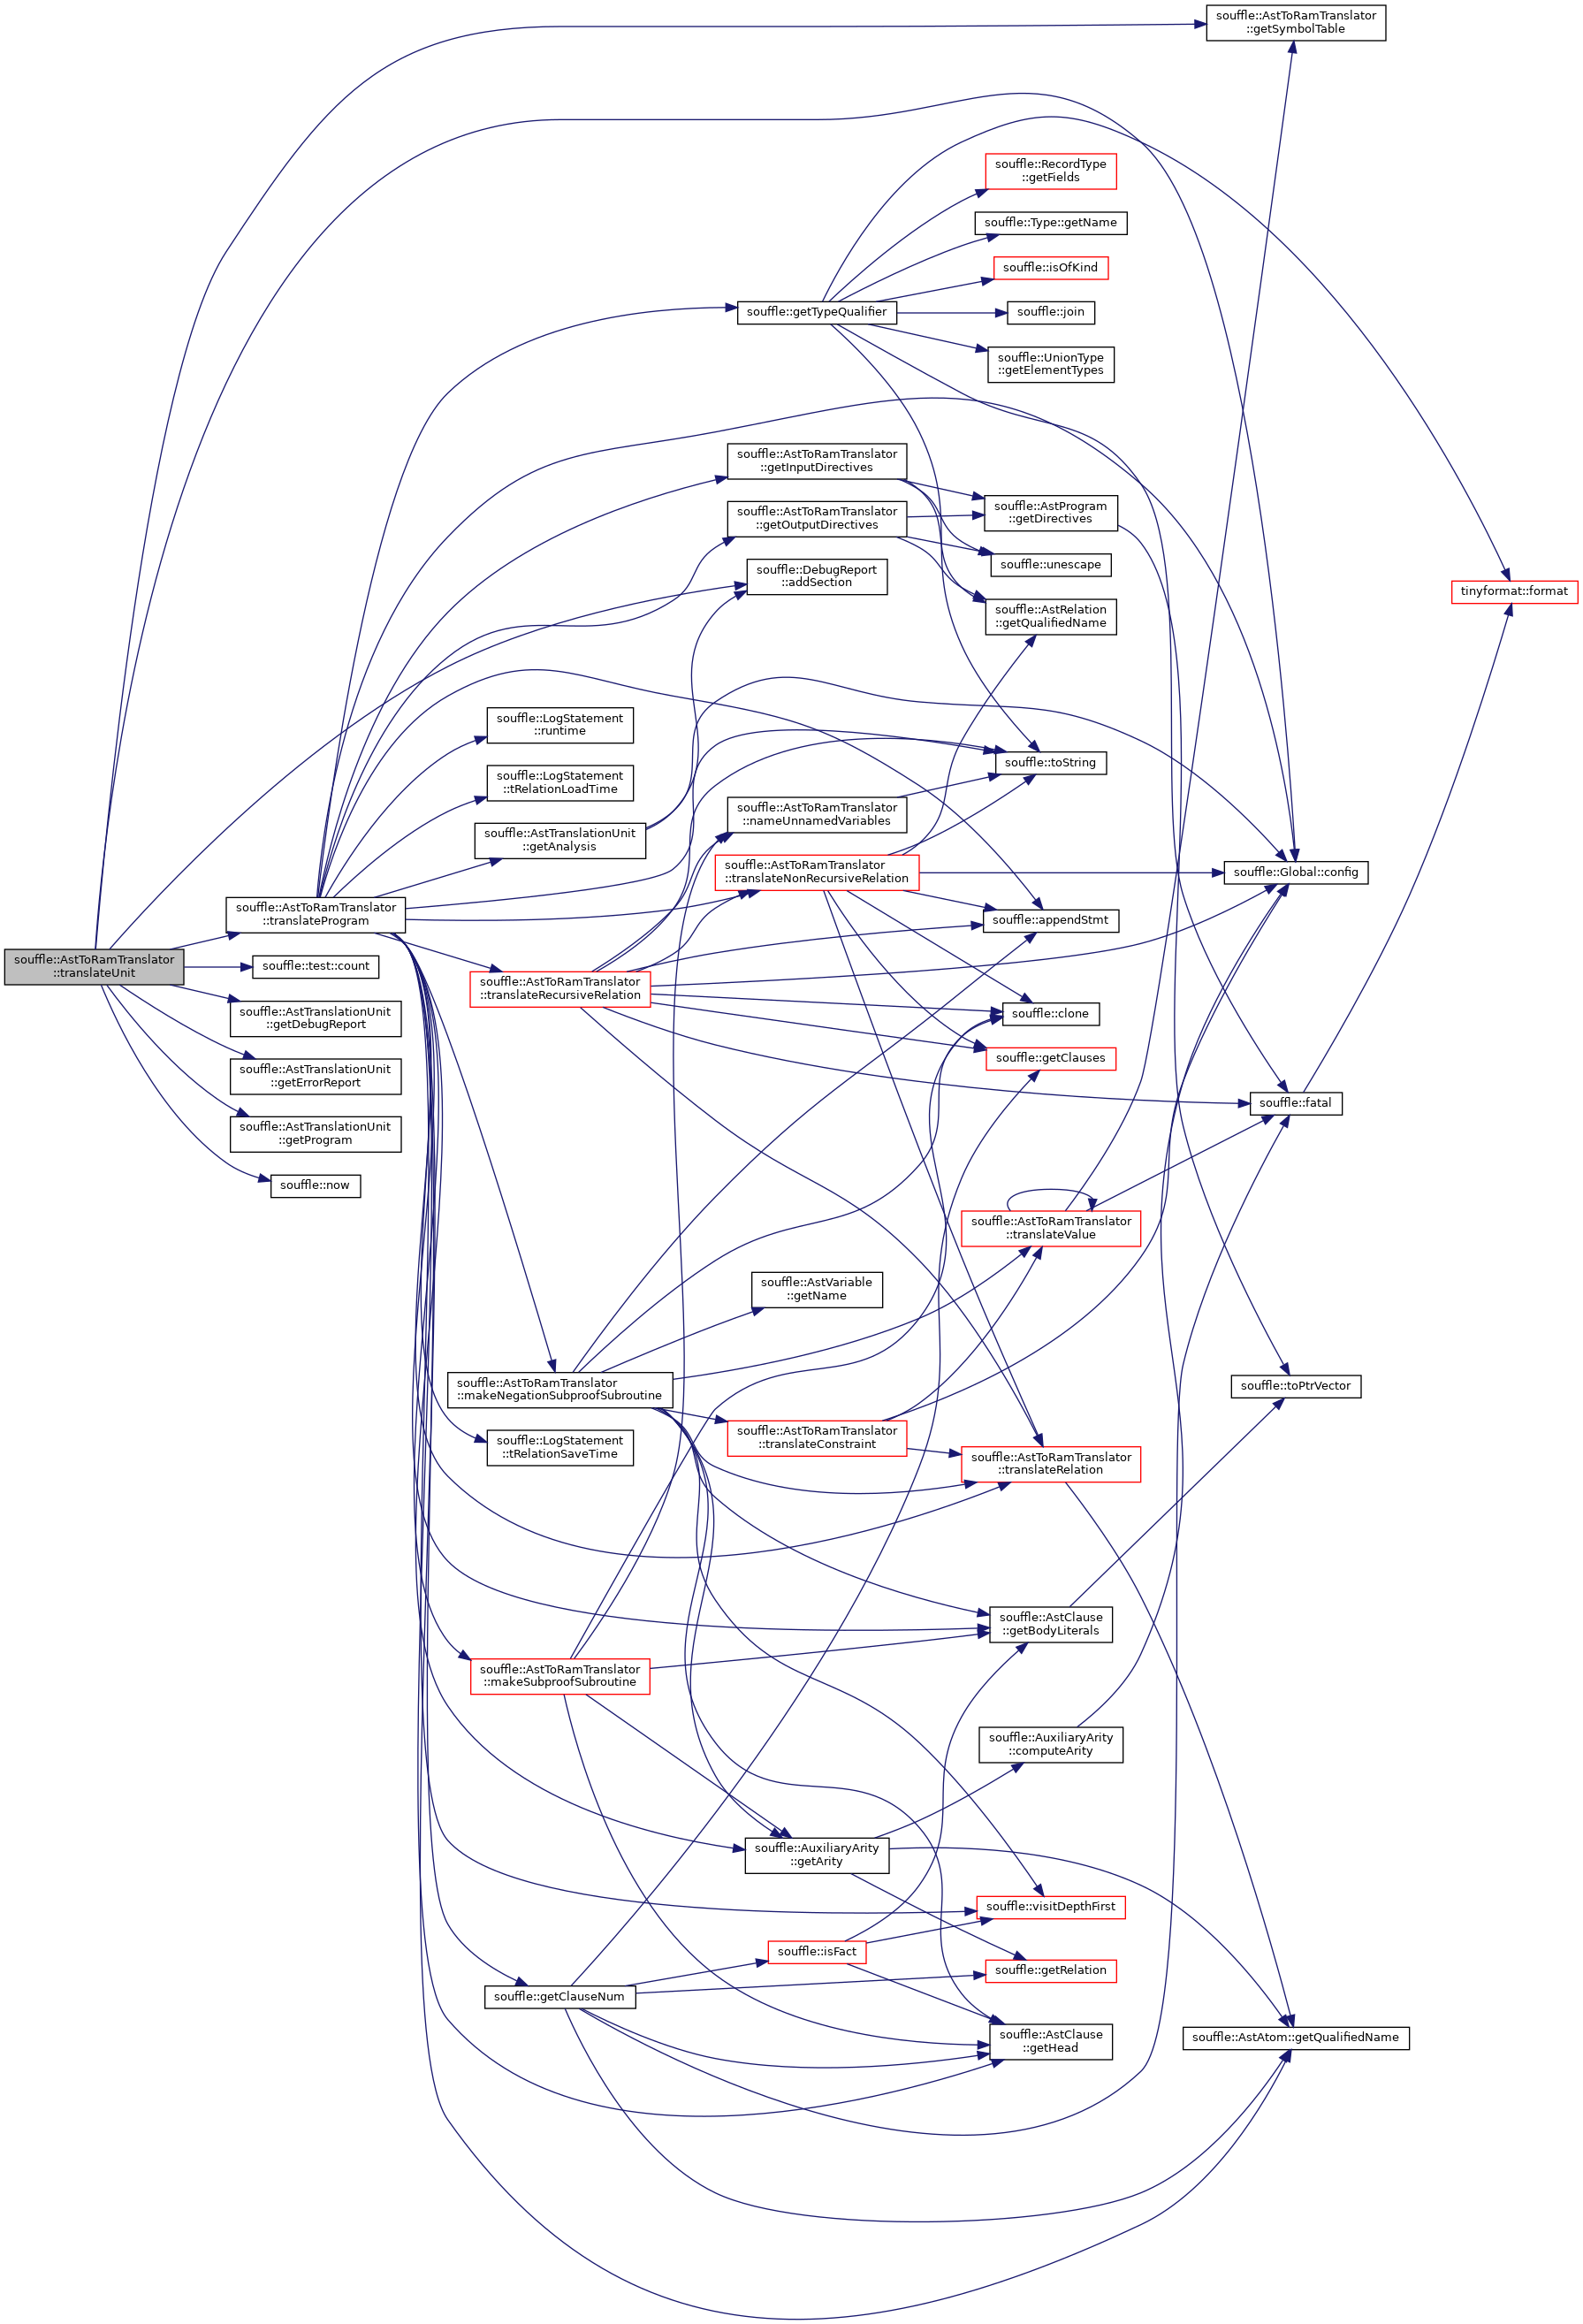 souffle::AstToRamTranslator
::getSymbolTable
souffle::RecordType
::getFields
souffle::Type::getName
souffle::isOfKind
souffle::getTypeQualifier
souffle::join
souffle::UnionType
::getElementTypes
souffle::AstToRamTranslator
::getInputDirectives
souffle::AstToRamTranslator
::getOutputDirectives
souffle::AstProgram
::getDirectives
souffle::unescape
souffle::DebugReport
::addSection
tinyformat::format
souffle::AstRelation
::getQualifiedName
souffle::LogStatement
::runtime
souffle::toString
souffle::LogStatement
::tRelationLoadTime
souffle::AstToRamTranslator
::nameUnnamedVariables
souffle::AstTranslationUnit
::getAnalysis
souffle::AstToRamTranslator
::translateNonRecursiveRelation
souffle::Global::config
souffle::AstToRamTranslator
::translateProgram
souffle::appendStmt
souffle::AstToRamTranslator
::translateUnit
souffle::test::count
souffle::AstToRamTranslator
::translateRecursiveRelation
souffle::AstTranslationUnit
::getDebugReport
souffle::clone
souffle::getClauses
souffle::AstTranslationUnit
::getErrorReport
souffle::fatal
souffle::AstTranslationUnit
::getProgram
souffle::now
souffle::AstToRamTranslator
::translateValue
souffle::AstVariable
::getName
souffle::AstToRamTranslator
::makeNegationSubproofSubroutine
souffle::toPtrVector
souffle::AstToRamTranslator
::translateConstraint
souffle::LogStatement
::tRelationSaveTime
souffle::AstToRamTranslator
::translateRelation
souffle::AstClause
::getBodyLiterals
souffle::AstToRamTranslator
::makeSubproofSubroutine
souffle::AuxiliaryArity
::computeArity
souffle::AuxiliaryArity
::getArity
souffle::visitDepthFirst
souffle::isFact
souffle::getRelation
souffle::getClauseNum
souffle::AstClause
::getHead
souffle::AstAtom::getQualifiedName